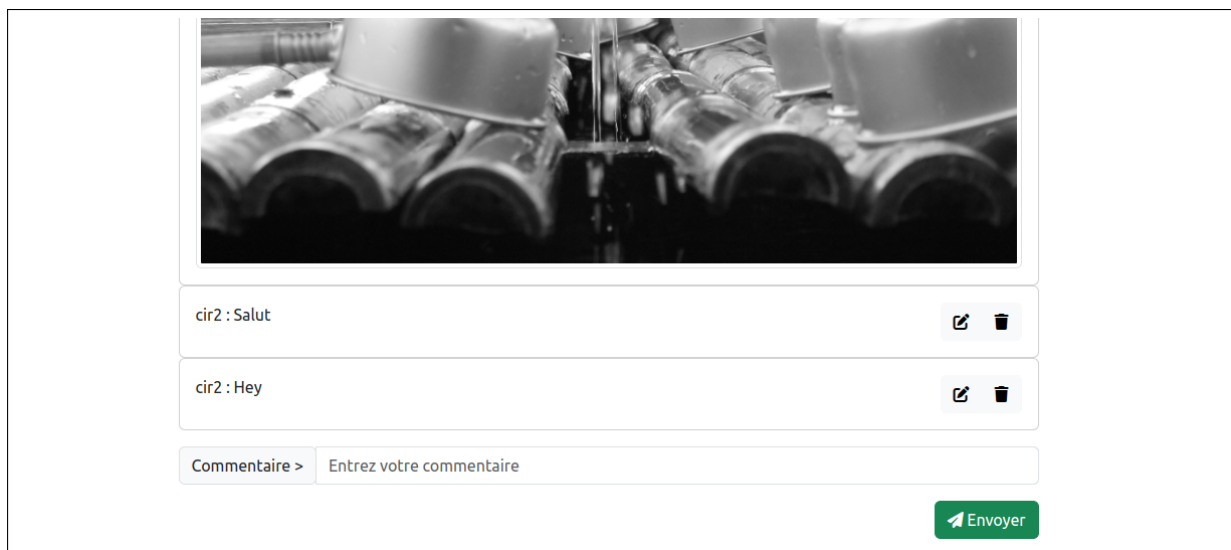 cir2 : Salut
cir2 : Hey
Commentaire > Entrez votre commentaire
Envoyer